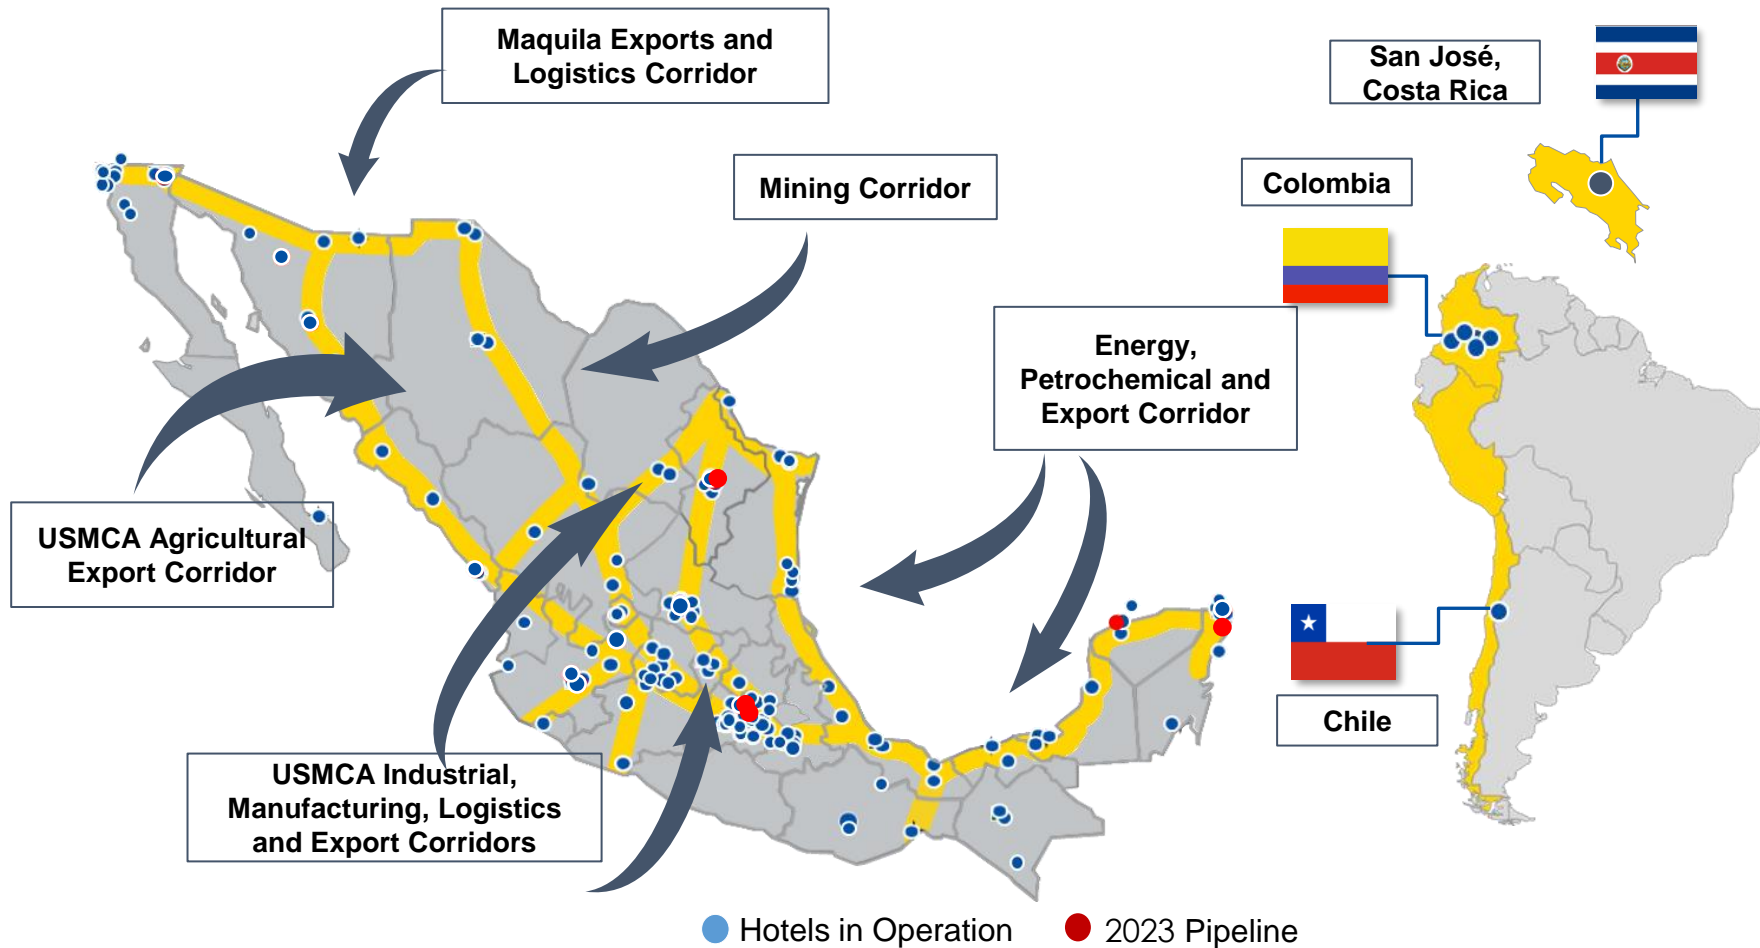 Maquila Exports and
Logistics Corridor
San José,
Costa Rica
Mining Corridor
Colombia
Energy,
Petrochemical and
Export Corridor
USMCA Agricultural
Export Corridor
Chile
USMCA Industrial,
Manufacturing, Logistics
and Export Corridors
Hotels in Operation
2023 Pipeline